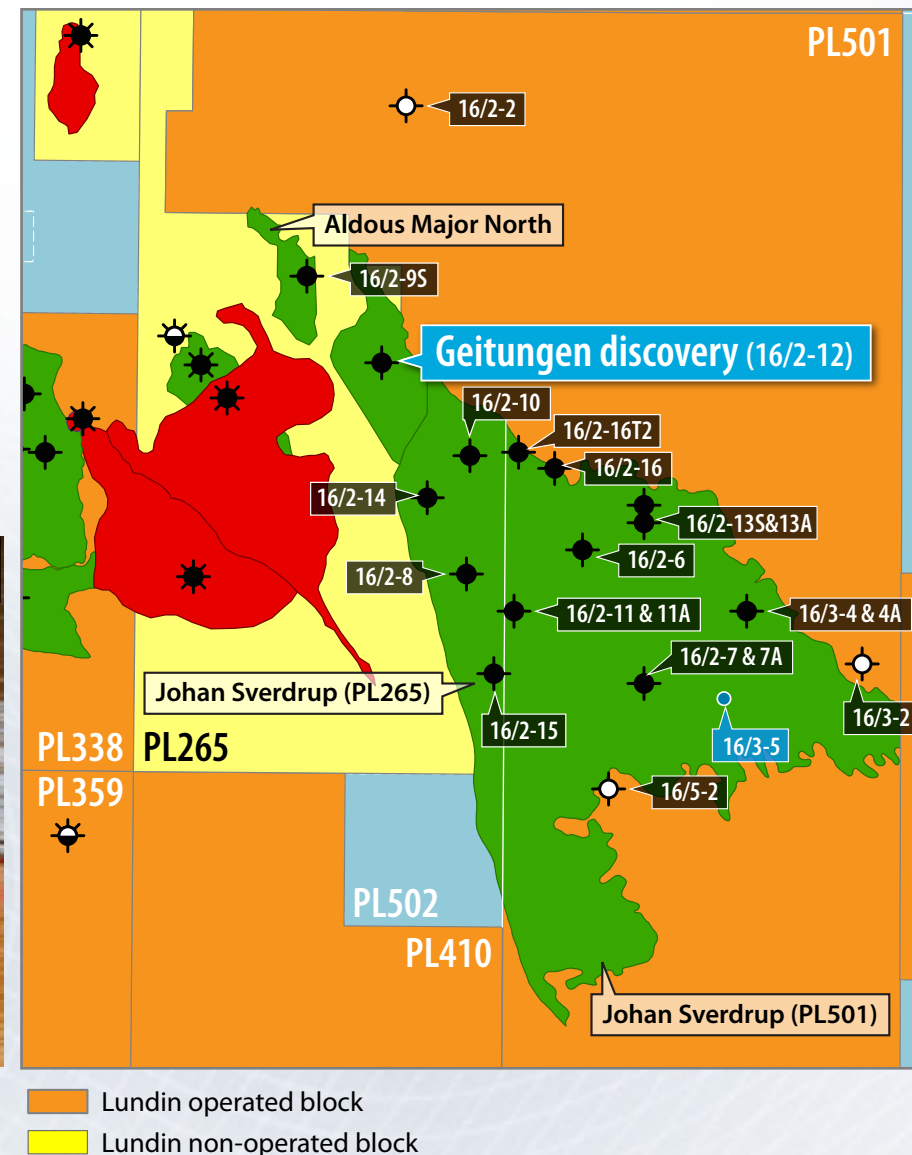 PL501
16/2-2
Aldous Major North
16/2-9S
Geitungen discovery (16/2-12)
16/2-10
16/2-16T2
16/2-16
16/2-14
16/2-13S&13A
16/2-6
16/2-8
16/2-11 & 11A
16/3-4 & 4A
16/2-7 & 7A
Johan Sverdrup (PL265)
16/2-15
16/3-5
16/3-2
PL338
PL265
PL359
16/5-2
PL502
PL410
Johan Sverdrup (PL501)
Lundin operated block
Lundin non-operated block